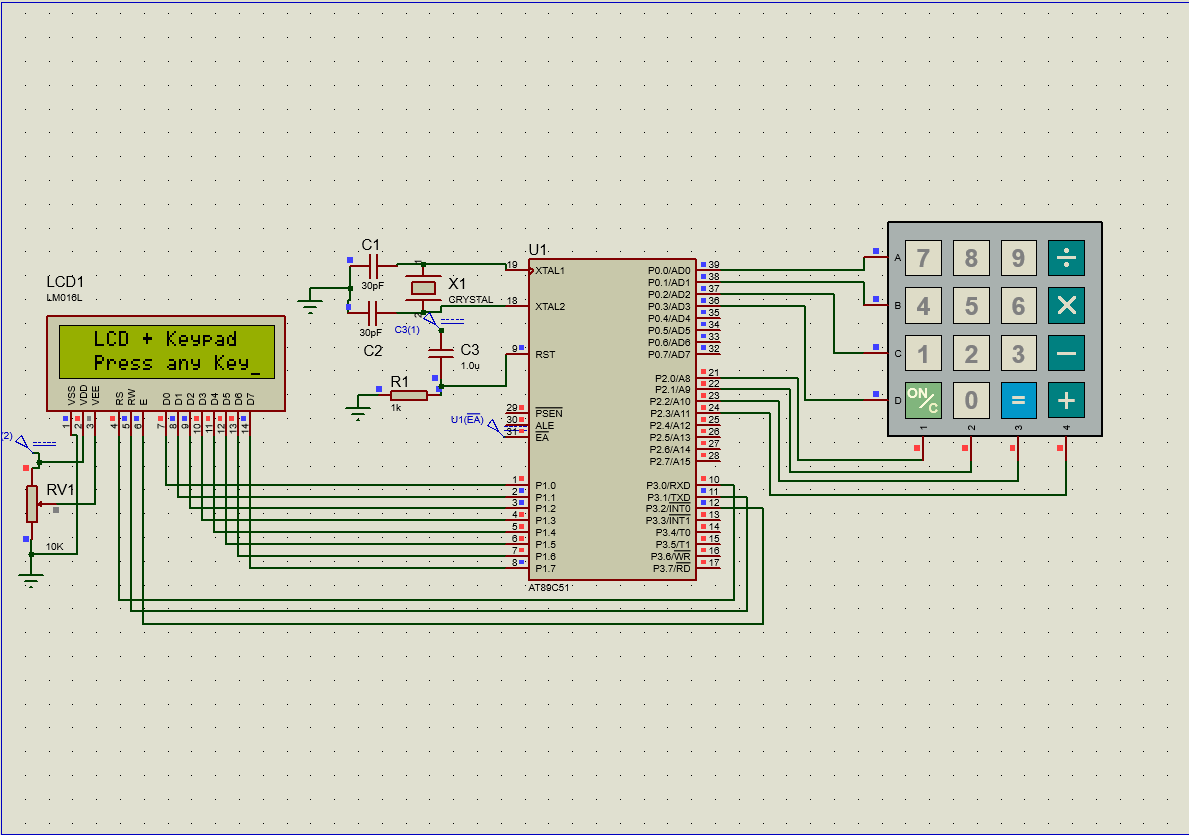 LCD1
LM016L
LCD + Keypad
Press any Key_
VSS
VDD
VEE
RS
RW
E
D0
D1
D2
D3
D4
D5
D6
D7
1
2
3
4
5
6
7
8
9
10
11
12
13
14
2)
RV1
10K
C1
30pF
X1
CRYSTAL
1
2
30pF
C2
C3(1)
C3
1.0u
R1
1k
U1(EA)
U1
19 XTAL1
18 XTAL2
9 RST
29 PSEN
30 ALE
31 EA
1 P1.0
2 P1.1
3 P1.2
4 P1.3
5 P1.4
6 P1.5
7 P1.6
8 P1.7
P0.0/AD0 39
P0.1/AD1 38
P0.2/AD2 37
P0.3/AD3 36
P0.4/AD4 35
P0.5/AD5 34
P0.6/AD6 33
P0.7/AD7 32
P2.0/A8 21
P2.1/A9 22
P2.2/A10 23
P2.3/A11 24
P2.4/A12 25
P2.5/A13 26
P2.6/A14 27
P2.7/A15 28
P3.0/RXD 10
P3.1/TXD 11
P3.2/INT0 12
P3.3/INT1 13
P3.4/T0 14
P3.5/T1 15
P3.6/WR 16
P3.7/RD 17
AT89C51
A 7 8 9 ÷
B 4 5 6 ×
C 1 2 3 −
D ON/C 0 = +
1 2 3 4